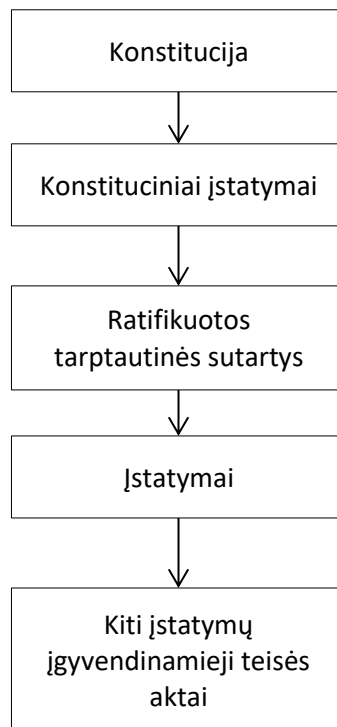 Konstitucija
Konstituciniai įstatymai
Ratifikuotos
tarptautinės sutartys
Įstatymai
Kiti įstatymų
įgyvendinamieji teisės
aktai